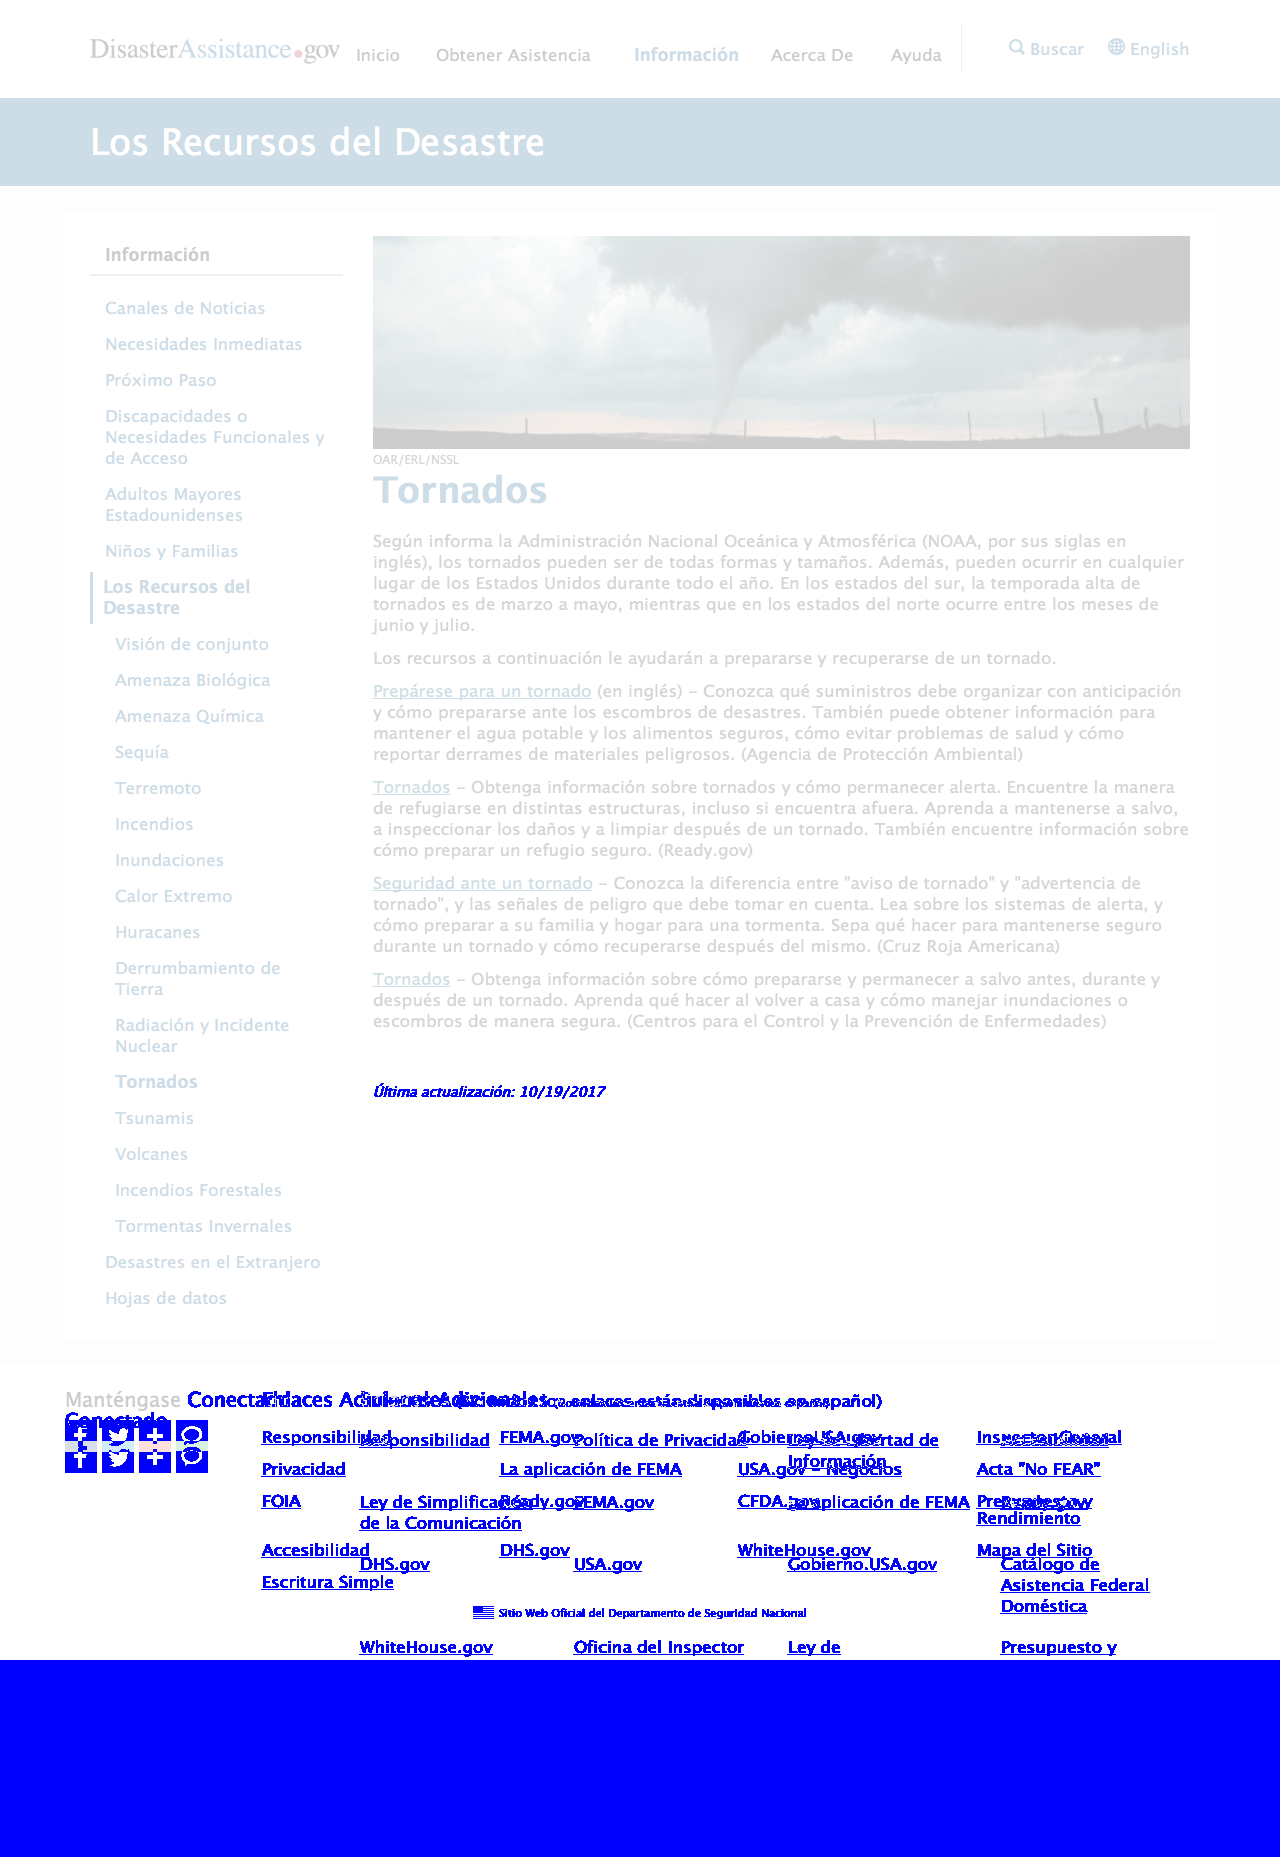 DisasterAssistance.gov
Inicio Obtener Asistencia Información Acerca De Ayuda Buscar English
Los Recursos del Desastre
Información
Canales de Noticias
Necesidades Inmediatas
Próximo Paso
Discapacidades o
Necesidades Funcionales y
de Acceso
Adultos Mayores
Estadounidenses
Niños y Familias
Los Recursos del
Desastre
Visión de conjunto
Amenaza Biológica
Amenaza Química
Sequía
Terremoto
Incendios
Inundaciones
Calor Extremo
Huracanes
Derrumbamiento de
Tierra
Radiación y Incidente
Nuclear
Tornados
Tsunamis
Volcanes
Incendios Forestales
Tormentas Invernales
Desastres en el Extranjero
Hojas de datos
OAR/ERL/NSSL
Tornados
Según informa la Administración Nacional Oceánica y Atmosférica (NOAA, por sus siglas en
inglés), los tornados pueden ser de todas formas y tamaños. Además, pueden ocurrir en cualquier
lugar de los Estados Unidos durante todo el año. En los estados del sur, la temporada alta de
tornados es de marzo a mayo, mientras que en los estados del norte ocurre entre los meses de
junio y julio.
Los recursos a continuación le ayudarán a prepararse y recuperarse de un tornado.
Prepárese para un tornado (en inglés) - Conozca qué suministros debe organizar con anticipación
y cómo prepararse ante los escombros de desastres. También puede obtener información para
mantener el agua potable y los alimentos seguros, cómo evitar problemas de salud y cómo
reportar derrames de materiales peligrosos. (Agencia de Protección Ambiental)
Tornados - Obtenga información sobre tornados y cómo permanecer alerta. Encuentre la manera
de refugiarse en distintas estructuras, incluso si encuentra afuera. Aprenda a mantenerse a salvo,
a inspeccionar los daños y a limpiar después de un tornado. También encuentre información sobre
cómo preparar un refugio seguro. (Ready.gov)
Seguridad ante un tornado - Conozca la diferencia entre "aviso de tornado" y "advertencia de
tornado", y las señales de peligro que debe tomar en cuenta. Lea sobre los sistemas de alerta, y
cómo preparar a su familia y hogar para una tormenta. Sepa qué hacer para mantenerse seguro
durante un tornado y cómo recuperarse después del mismo. (Cruz Roja Americana)
Tornados - Obtenga información sobre cómo prepararse y permanecer a salvo antes, durante y
después de un tornado. Aprenda qué hacer al volver a casa y cómo manejar inundaciones o
escombros de manera segura. (Centros para el Control y la Prevención de Enfermedades)
Última actualización: 10/19/2017
Manténgase
Conectado
enlaces están disponibles en español)
Responsibilidad FEMA.gov Inspector General
Responsibilidad Política de Privacidad
Información
Privacidad La aplicación de FEMA USA.gov - Negocios Acta "No FEAR"
FOIA Ready.gov CFDA.gov
Ley de Simplificación FEMA.gov La aplicación de FEMA
de la Comunicación
Rendimiento
Accesibilidad DHS.gov WhiteHouse.gov Mapa del Sitio
DHS.gov USA.gov Gobierno.USA.gov Catálogo de
Asistencia Federal
Doméstica
Escritura Simple
Sitio Web Oficial del Departamento de Seguridad Nacional
WhiteHouse.gov Oficina del Inspector Ley de Presupuesto y